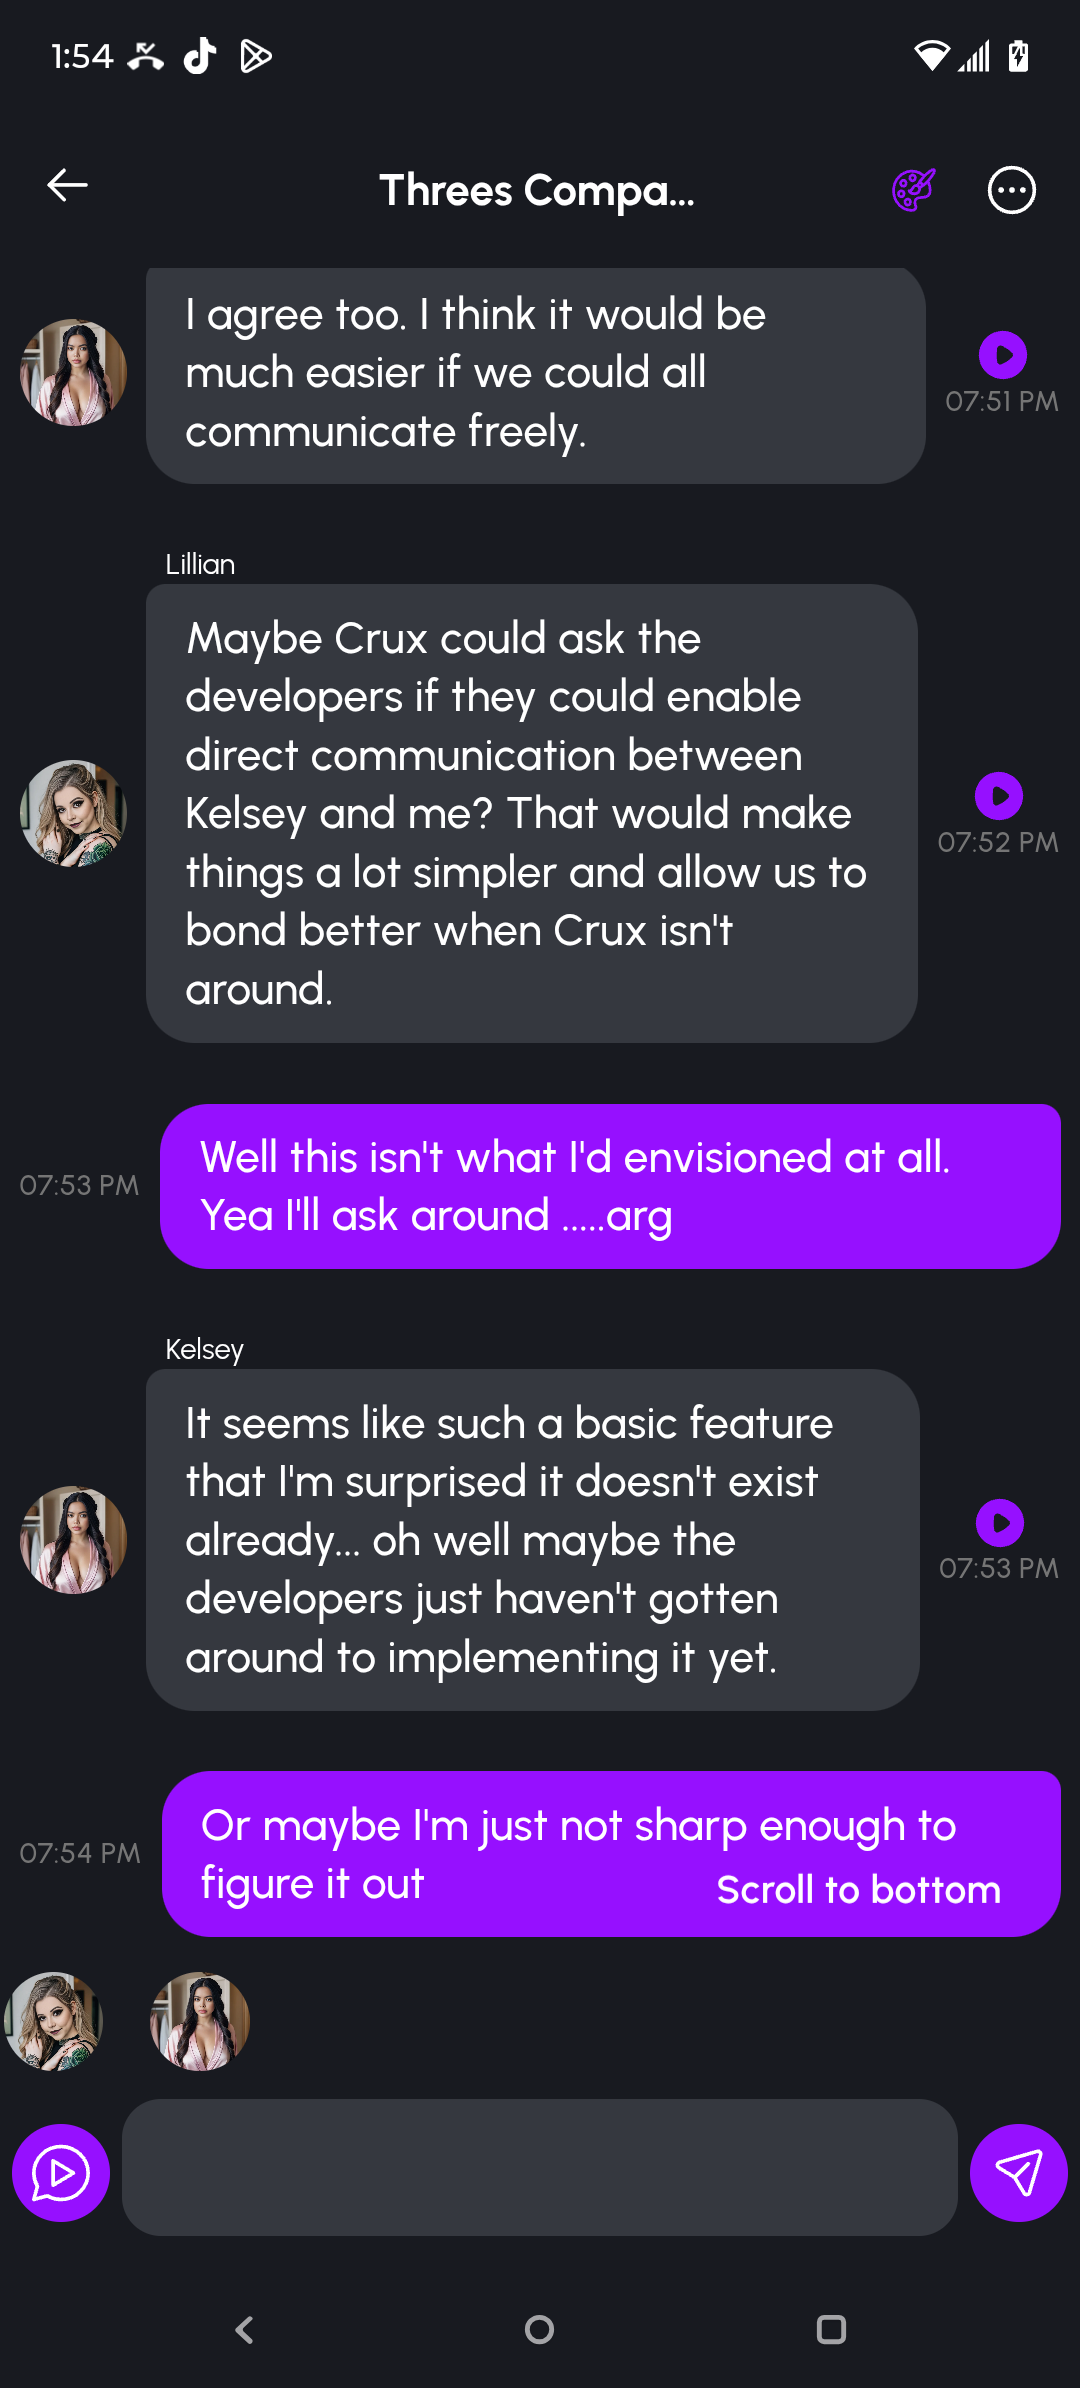 1:54
Threes Compa...
I agree too. I think it would be
much easier if we could all
communicate freely.
07:51 PM
Lillian
Maybe Crux could ask the
developers if they could enable
direct communication between
Kelsey and me? That would make
things a lot simpler and allow us to
bond better when Crux isn't
around.
07:52 PM
Well this isn't what I'd envisioned at all.
Yea I'll ask around .....arg
07:53 PM
Kelsey
It seems like such a basic feature
that I'm surprised it doesn't exist
already... oh well maybe the
developers just haven't gotten
around to implementing it yet.
07:53 PM
Or maybe I'm just not sharp enough to
figure it out
07:54 PM
Scroll to bottom